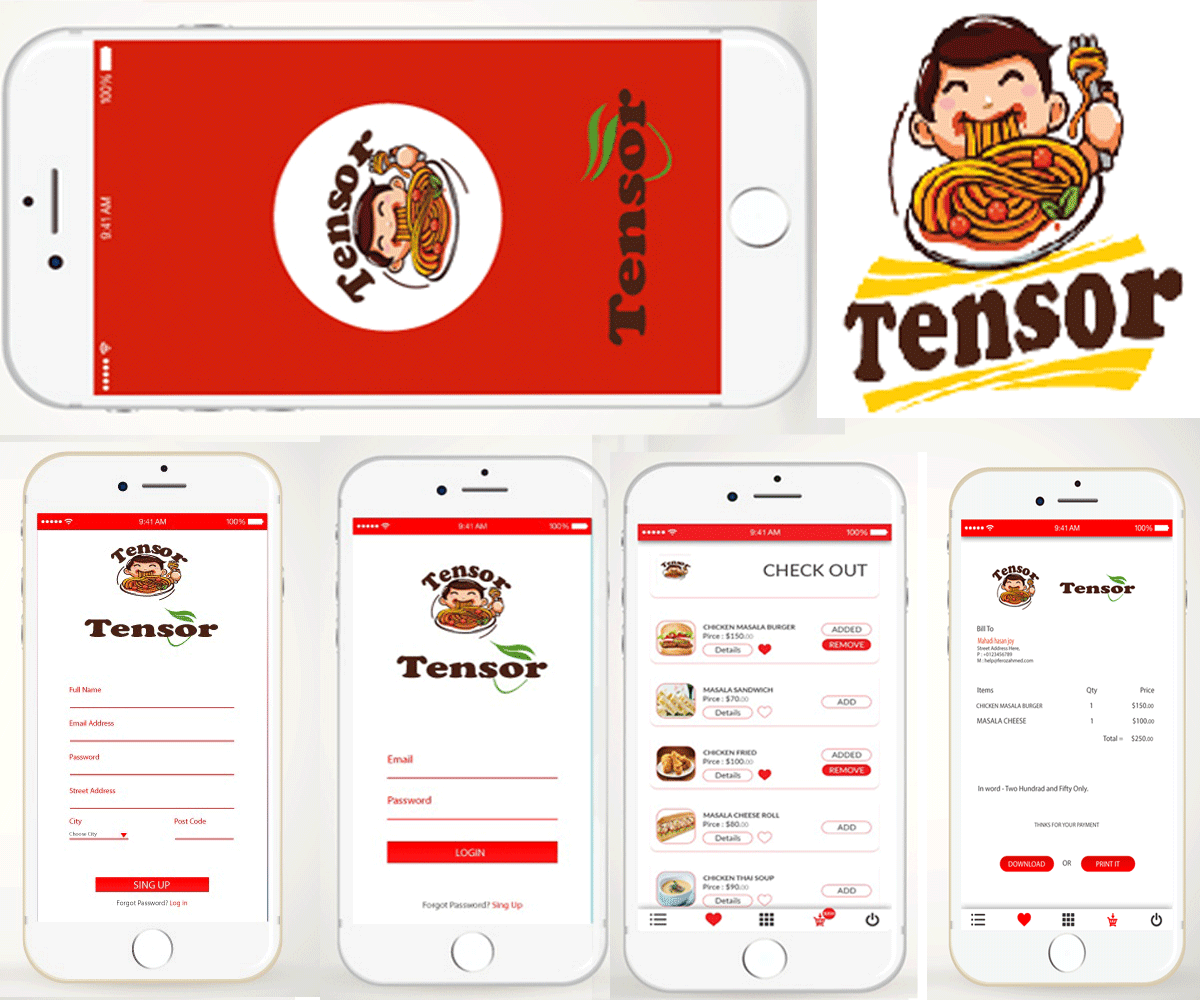 100%
9:41 AM
Tensor
Tensor
Tensor
9:41 AM 100%
Tensor
Tensor
Full Name
Email Address
Password
Street Address
City Post Code
Choose City
SING UP
Forgot Password? Log in
9:41 AM 100%
Tensor
Tensor
Email
Password
LOGIN
Forgot Password? Sing Up
9:41 AM 100%
Tensor
CHECK OUT
CHICKEN MASALA BURGER
Pirce : $150.00
Details
ADDED
REMOVE
MASALA SANDWICH
Pirce : $70.00
Details
ADD
CHICKEN FRIED
Pirce : $100.00
Details
ADDED
REMOVE
MASALA CHEESE ROLL
Pirce : $80.00
Details
ADD
CHICKEN THAI SOUP
Pirce : $90.00
Details
ADD
9:41 AM 100%
Tensor
Tensor
Bill To
Mahadi hasan joy
Street Address Here,
P : +0123456789
M : help@ferozahmed.com
Items Qty Price
CHICKEN MASALA BURGER 1 $150.00
MASALA CHEESE 1 $100.00
Total = $250.00
In word - Two Hundrad and Fifty Only.
THNKS FOR YOUR PAYMENT
DOWNLOAD OR PRINT IT